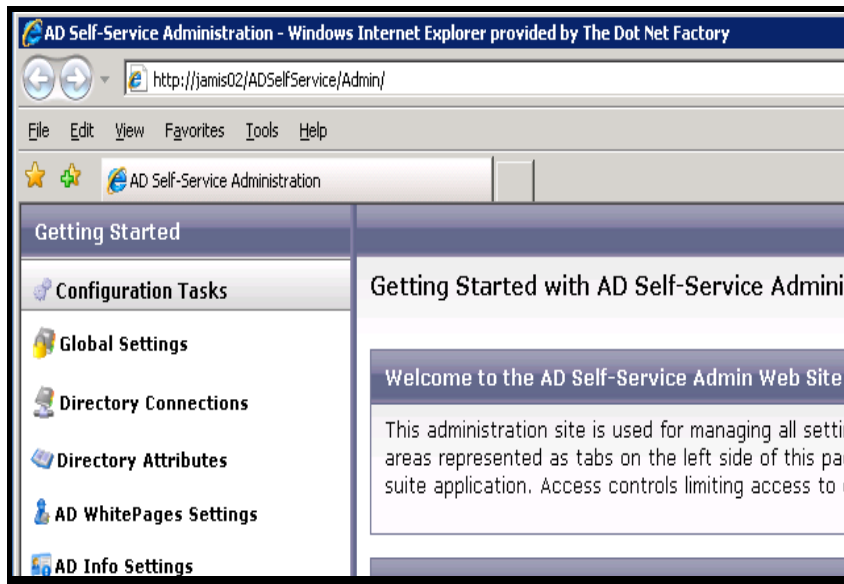 AD Self-Service Administration - Windows Internet Explorer provided by The Dot Net Factory
http://jamis02/ADSelfService/Admin/
File Edit View Favorites Tools Help
AD Self-Service Administration
Getting Started
Configuration Tasks
Global Settings
Directory Connections
Directory Attributes
AD WhitePages Settings
AD Info Settings
Getting Started with AD Self-Service Admini
Welcome to the AD Self-Service Admin Web Site
This administration site is used for managing all setti
areas represented as tabs on the left side of this pa
suite application. Access controls limiting access to